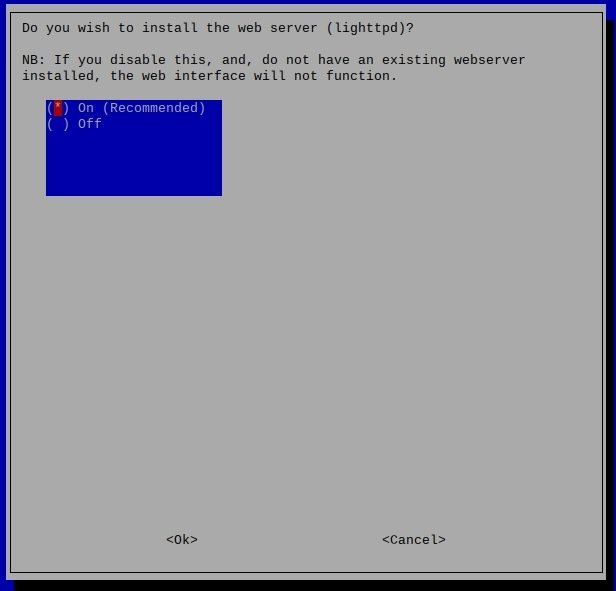 Do you wish to install the web server (lighttpd)?
NB: If you disable this, and, do not have an existing webserver
installed, the web interface will not function.
(*) On (Recommended)
( ) Off
<Ok> <Cancel>